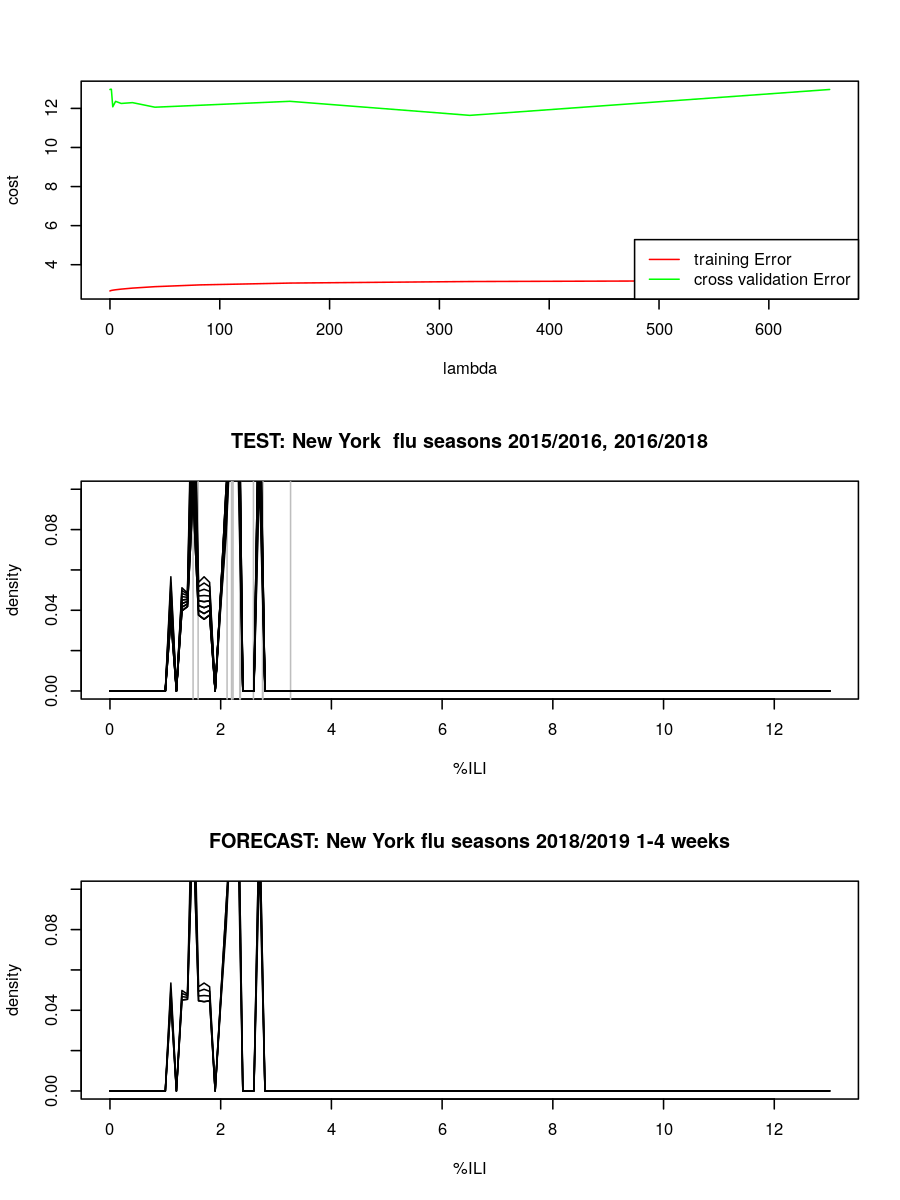 12
10
8
6
4
cost
training Error
cross validation Error
0 100 200 300 400 500 600
lambda
TEST: New York  flu seasons 2015/2016, 2016/2018
0.08
0.04
0.00
density
0 2 4 6 8 10 12
%ILI
FORECAST: New York flu seasons 2018/2019 1-4 weeks
0.08
0.04
0.00
density
0 2 4 6 8 10 12
%ILI